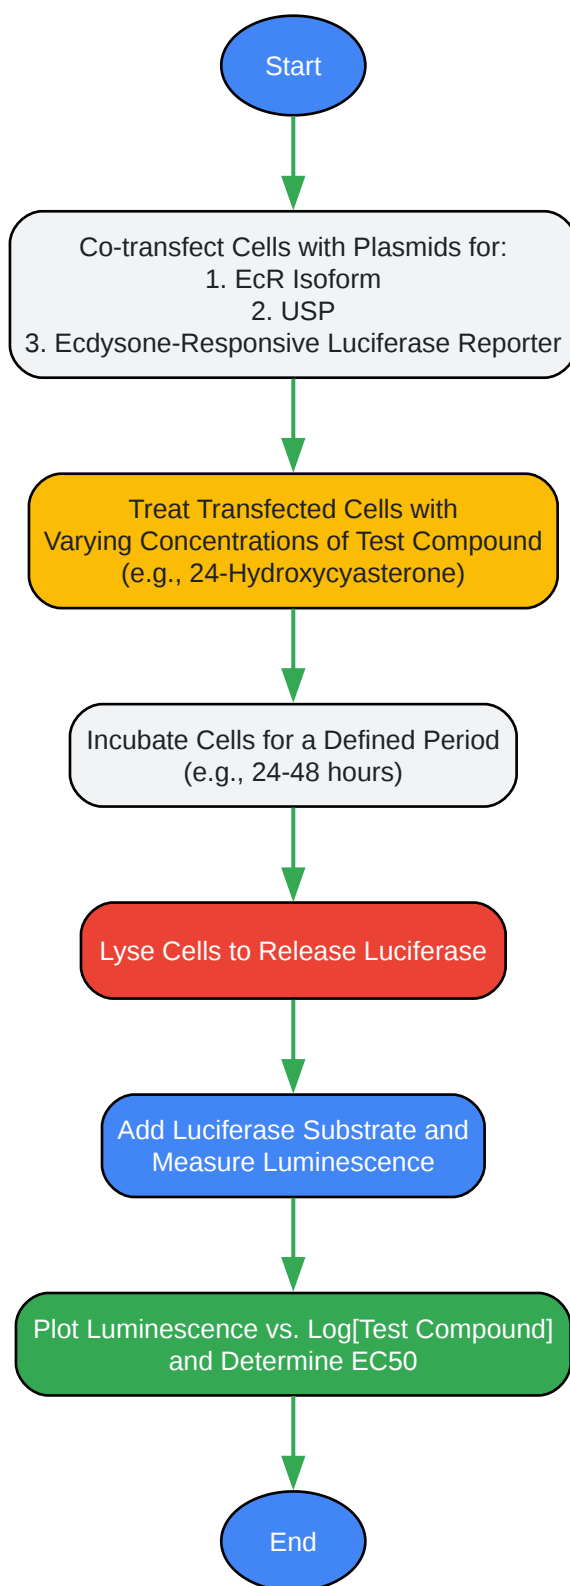 Start
Co-transfect Cells with Plasmids for:
1. EcR Isoform
2. USP
3. Ecdysone-Responsive Luciferase Reporter
Treat Transfected Cells with
Varying Concentrations of Test Compound
(e.g., 24-Hydroxycyasterone)
Incubate Cells for a Defined Period
(e.g., 24-48 hours)
Lyse Cells to Release Luciferase
Add Luciferase Substrate and
Measure Luminescence
Plot Luminescence vs. Log[Test Compound]
and Determine EC50
End